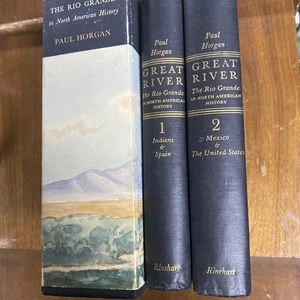 THE RIO GRANDE
in North American History
PAUL HORGAN
Paul
Horgan
GREAT
RIVER
The Rio Grande
IN NORTH AMERICAN
HISTORY
1
Indians
&
Spain
Rinehart
Paul
Horgan
GREAT
RIVER
The Rio Grande
IN NORTH AMERICAN
HISTORY
2
Mexico
&
The United States
Rinehart